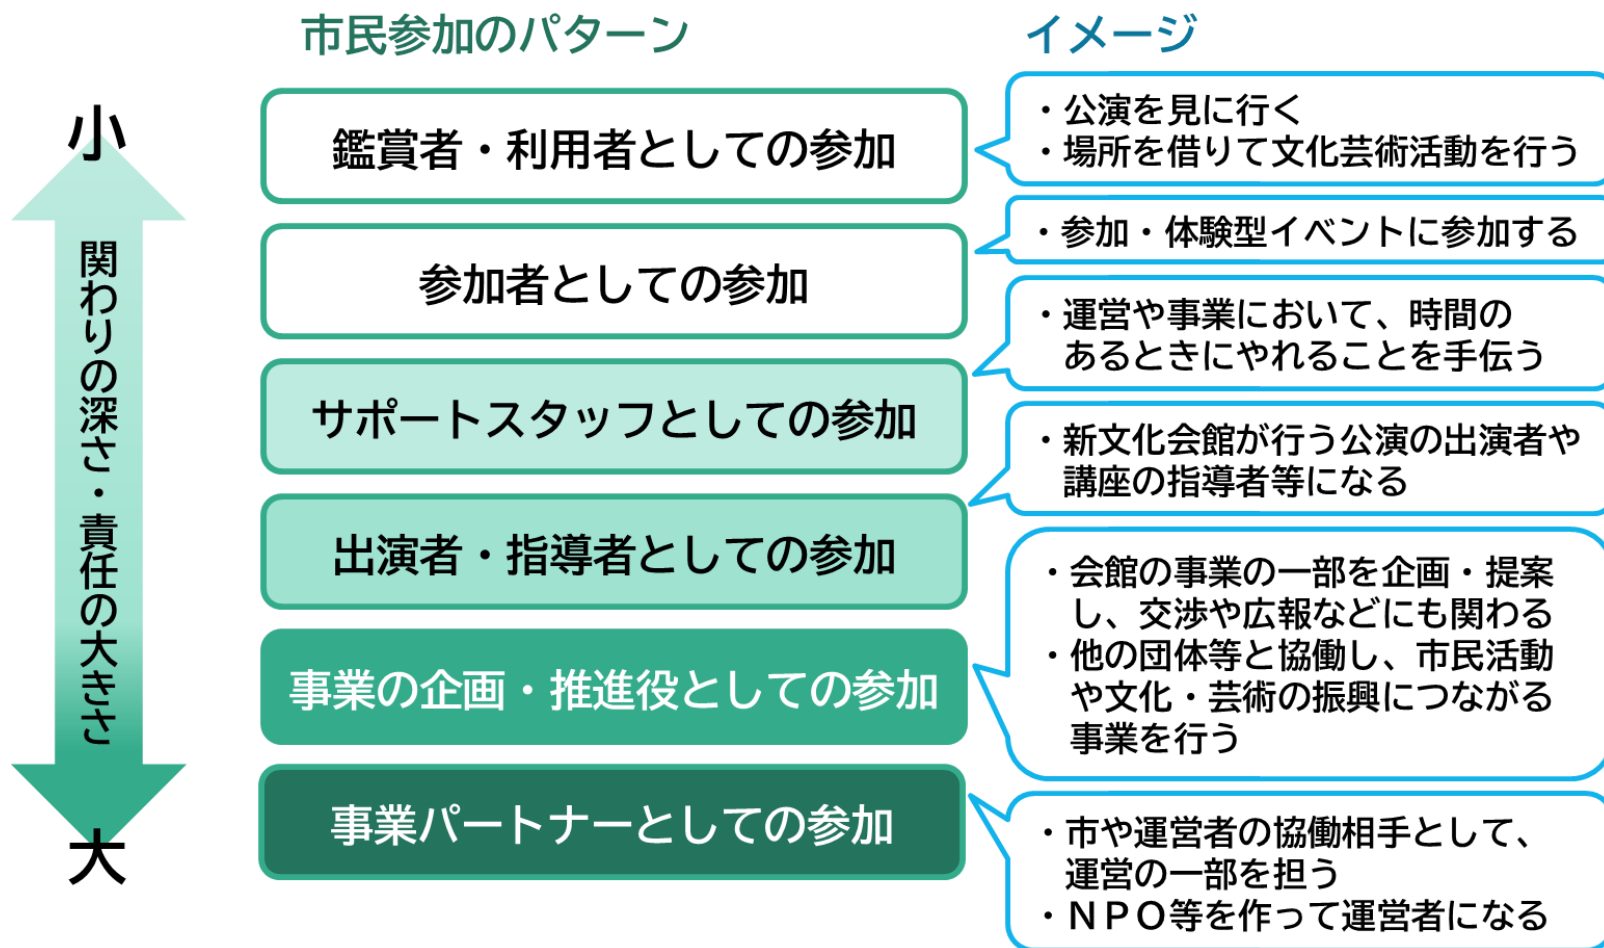 市民参加のパターン
イメージ
小
関わりの深さ・責任の大きさ
大
鑑賞者・利用者としての参加
・公演を見に行く
・場所を借りて文化芸術活動を行う
参加者としての参加
・参加・体験型イベントに参加する
サポートスタッフとしての参加
・運営や事業において、時間の
あるときにやれることを手伝う
出演者・指導者としての参加
・新文化会館が行う公演の出演者や
講座の指導者等になる
事業の企画・推進役としての参加
・会館の事業の一部を企画・提案
し、交渉や広報などにも関わる
・他の団体等と協働し、市民活動
や文化・芸術の振興につながる
事業を行う
事業パートナーとしての参加
・市や運営者の協働相手として、
運営の一部を担う
・ＮＰＯ等を作って運営者になる